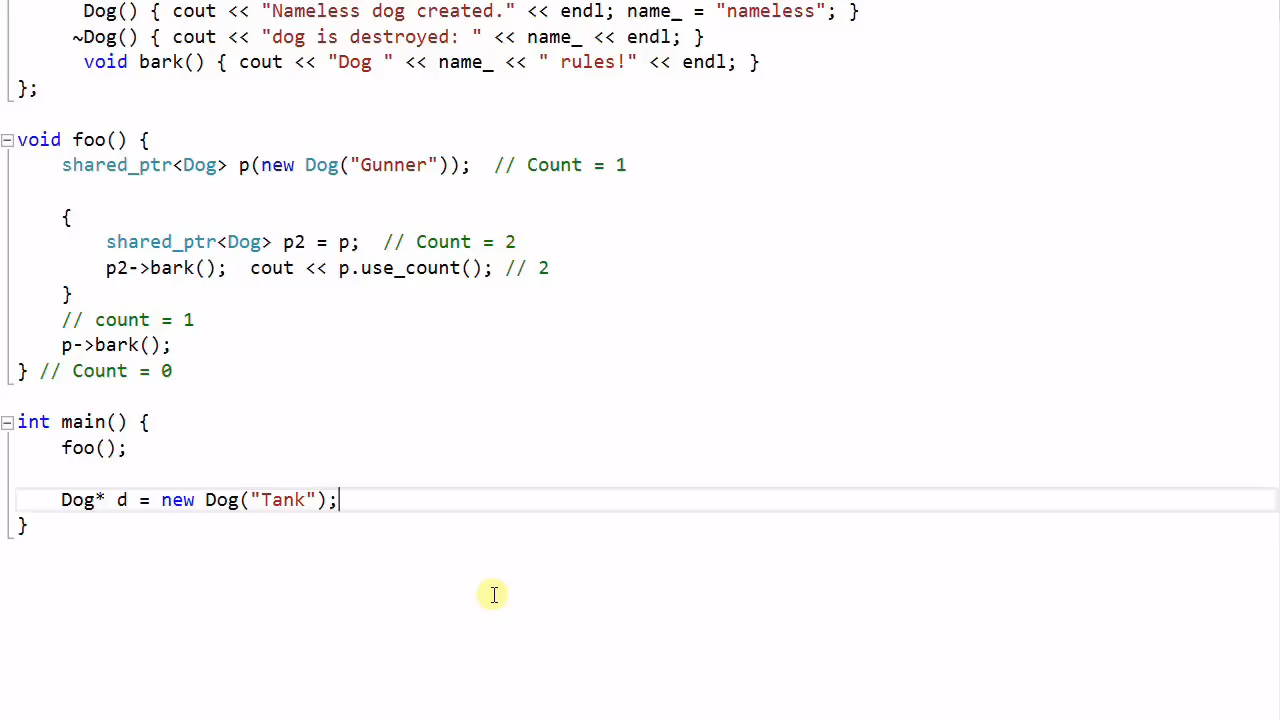 Dog() { cout << "Nameless dog created." << endl; name_ = "nameless"; }
~Dog() { cout << "dog is destroyed: " << name_ << endl; }
void bark() { cout << "Dog " << name_ << " rules!" << endl; }
};
void foo() {
shared_ptr<Dog> p(new Dog("Gunner"));  // Count = 1
{
shared_ptr<Dog> p2 = p;  // Count = 2
p2->bark();  cout << p.use_count(); // 2
}
// count = 1
p->bark();
} // Count = 0
int main() {
foo();
Dog* d = new Dog("Tank");
}